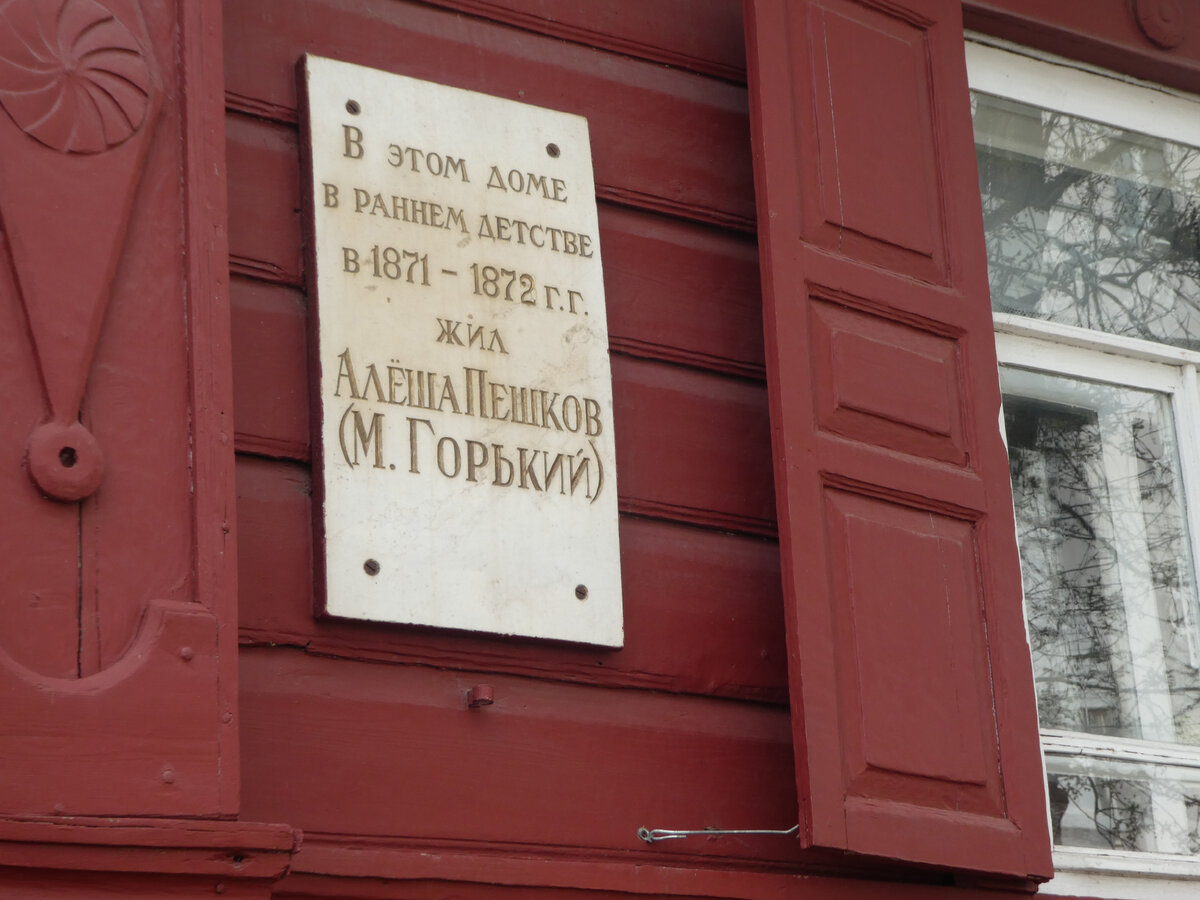 В этом доме
в раннем детстве
в 1871 – 1872 г.г.
жил
Алёша Пешков
(М. Горький)